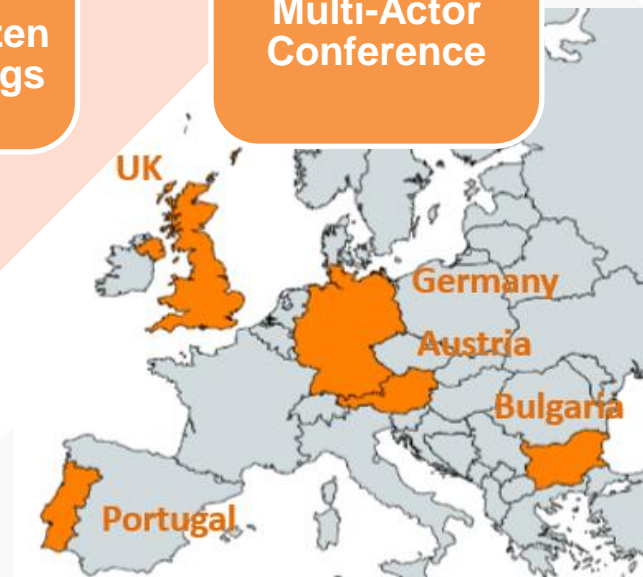 Multi-Actor
Conference
UK
Germany
Austria
Bulgaria
Portugal